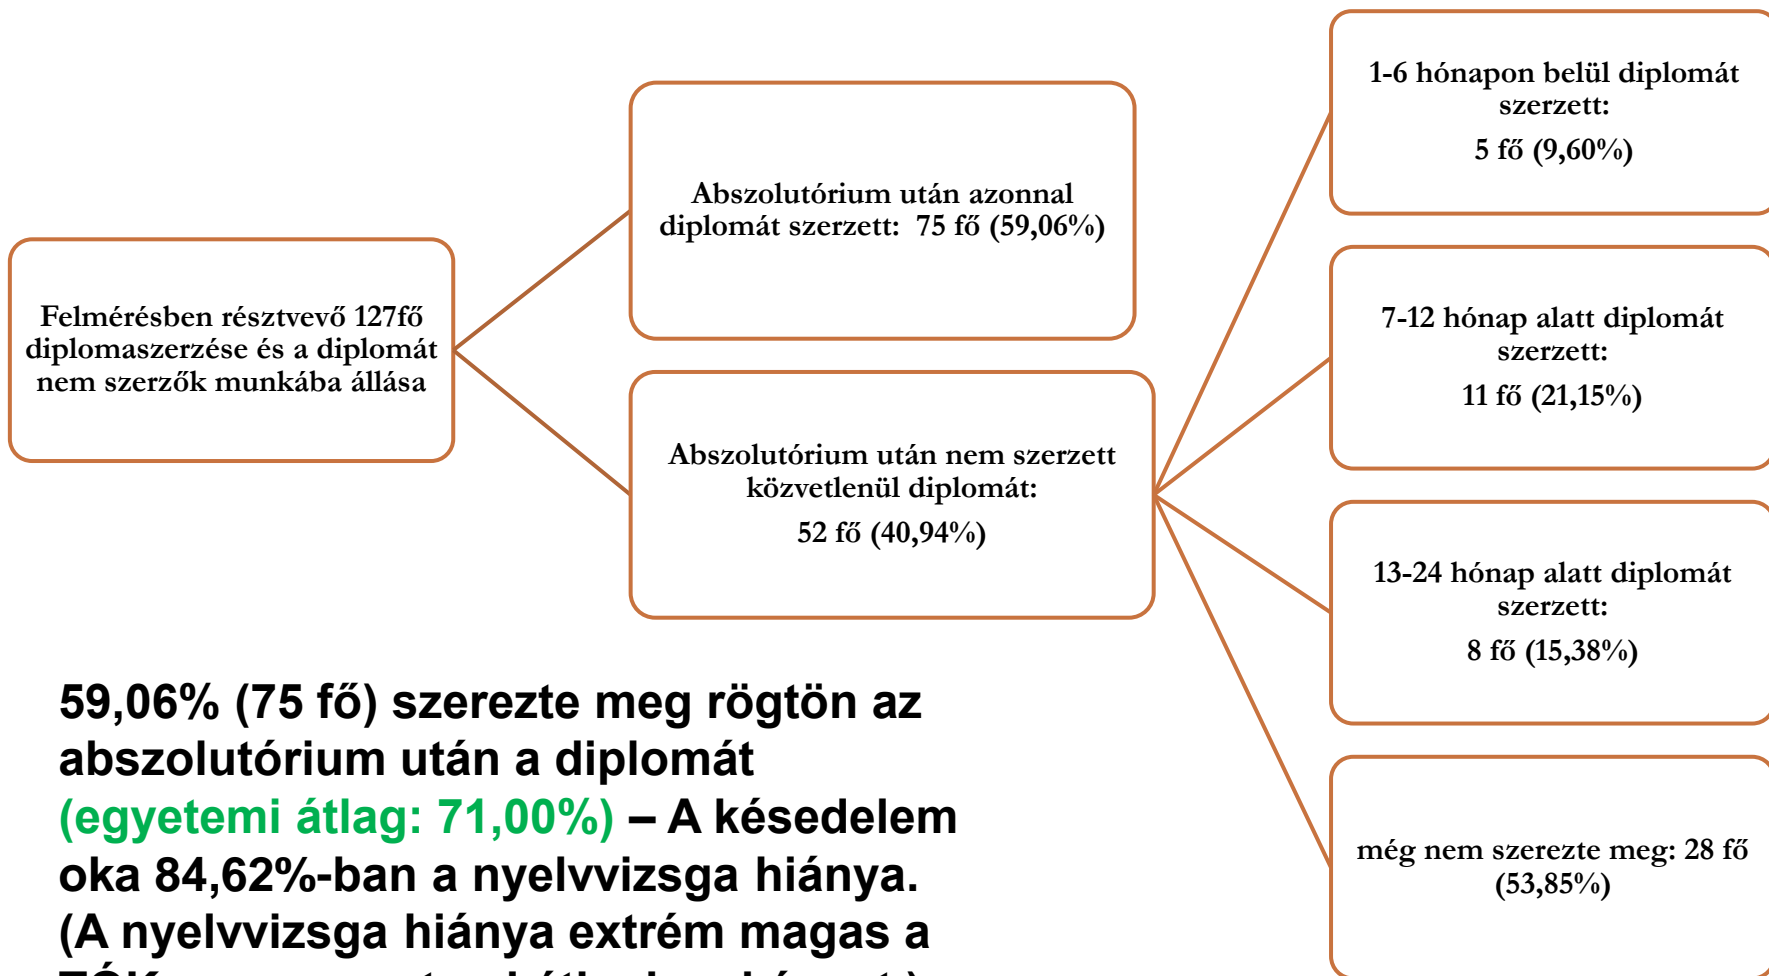 Felmérésben résztvevő 127fő
diplomaszerzése és a diplomát
nem szerzők munkába állása
Abszolutórium után azonnal
diplomát szerzett: 75 fő (59,06%)
Abszolutórium után nem szerzett
közvetlenül diplomát:
52 fő (40,94%)
1-6 hónapon belül diplomát
szerzett:
5 fő (9,60%)
7-12 hónap alatt diplomát
szerzett:
11 fő (21,15%)
13-24 hónap alatt diplomát
szerzett:
8 fő (15,38%)
még nem szerezte meg: 28 fő
(53,85%)
59,06% (75 fő) szerezte meg rögtön az
abszolutórium után a diplomát
(egyetemi átlag: 71,00%) – A késedelem
oka 84,62%-ban a nyelvvizsga hiánya.
(A nyelvvizsga hiánya extrém magas a